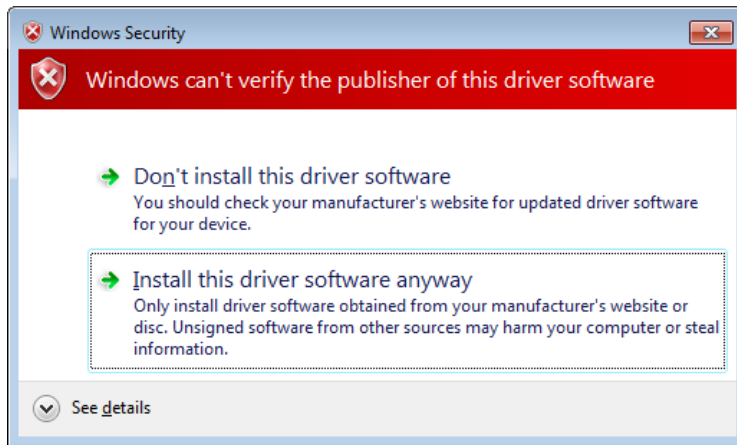 Windows Security
Windows can't verify the publisher of this driver software
Don't install this driver software
You should check your manufacturer's website for updated driver software
for your device.
Install this driver software anyway
Only install driver software obtained from your manufacturer's website or
disc. Unsigned software from other sources may harm your computer or steal
information.
See details